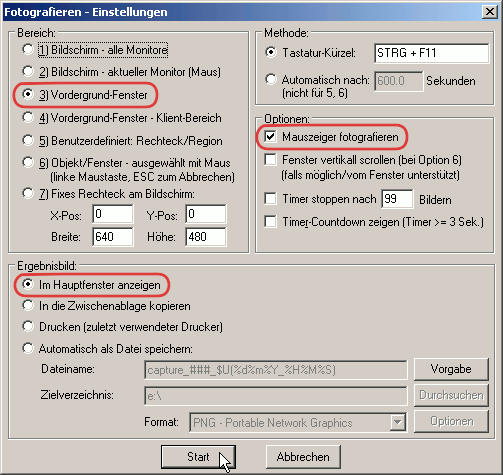 Fotografieren - Einstellungen
Bereich:
1) Bildschirm - alle Monitore
2) Bildschirm - aktueller Monitor (Maus)
3) Vordergrund-Fenster
4) Vordergrund-Fenster - Klient-Bereich
5) Benutzerdefiniert: Rechteck/Region
6) Objekt/Fenster - ausgewählt mit Maus
(linke Maustaste, ESC zum Abbrechen)
7) Fixes Rechteck am Bildschirm:
X-Pos: 0 Y-Pos: 0
Breite: 640 Höhe: 480
Methode:
Tastatur-Kürzel: STRG + F11
Automatisch nach: 600.0 Sekunden
(nicht für 5, 6)
Optionen:
Mauszeiger fotografieren
Fenster vertikall scrollen (bei Option 6)
(falls möglich/vom Fenster unterstützt)
Timer stoppen nach 99 Bildern
Timer-Countdown zeigen (Timer >= 3 Sek.)
Ergebnisbild:
Im Hauptfenster anzeigen
In die Zwischenablage kopieren
Drucken (zuletzt verwendeter Drucker)
Automatisch als Datei speichern:
Dateiname: capture_###_$U(%d%m%Y_%H%M%S) Vorgabe
Zielverzeichnis: e:\ Durchsuchen
Format: PNG - Portable Network Graphics Optionen
Start Abbrechen